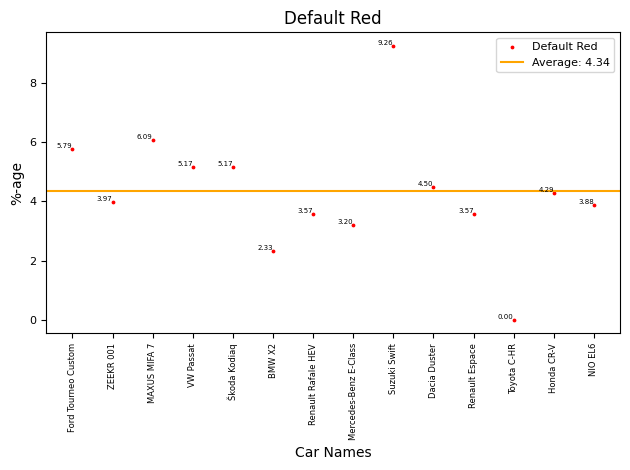 Default Red
Default Red
Average: 4.34
%-age
8
6
4
2
0
5.79
3.97
6.09
5.17
5.17
2.33
3.57
3.20
9.26
4.50
3.57
0.00
4.29
3.88
Ford Tourneo Custom
ZEEKR 001
MAXUS MIFA 7
VW Passat
Škoda Kodiaq
BMW X2
Renault Rafale HEV
Mercedes-Benz E-Class
Suzuki Swift
Dacia Duster
Renault Espace
Toyota C-HR
Honda CR-V
NIO EL6
Car Names